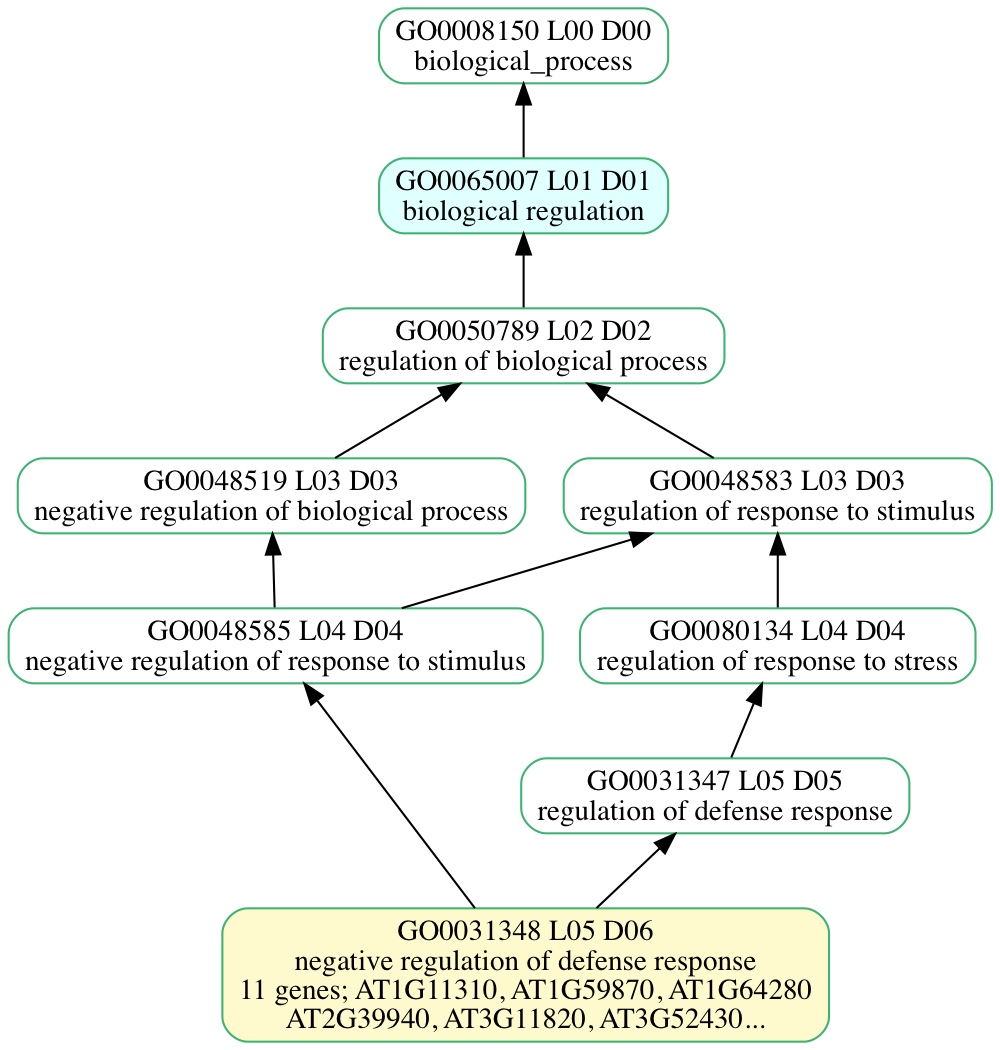 GO0008150 L00 D00
biological_process
GO0065007 L01 D01
biological regulation
GO0050789 L02 D02
regulation of biological process
GO0048519 L03 D03
negative regulation of biological process
GO0048583 L03 D03
regulation of response to stimulus
GO0048585 L04 D04
negative regulation of response to stimulus
GO0080134 L04 D04
regulation of response to stress
GO0031347 L05 D05
regulation of defense response
GO0031348 L05 D06
negative regulation of defense response
11 genes; AT1G11310, AT1G59870, AT1G64280
AT2G39940, AT3G11820, AT3G52430...